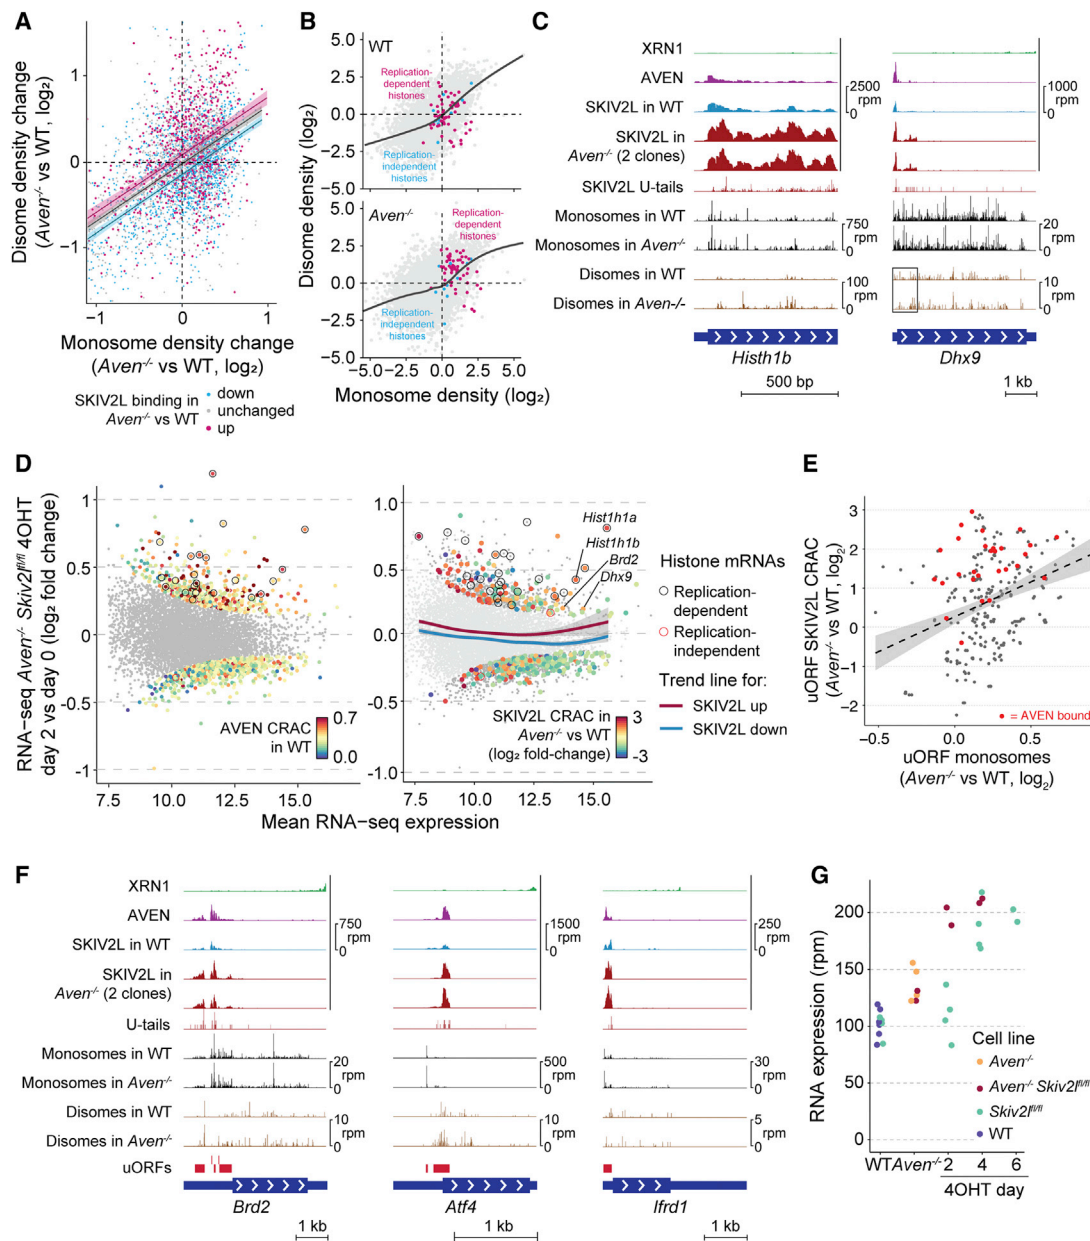 A
Disome density change
(Aven-/- vs WT, log₂)
1
0
−1
−1
0
1
Monosome density change
(Aven-/- vs WT, log₂)
SKIV2L binding in
Aven-/- vs WT
down
unchanged
up
B
Disome density (log₂)
WT
5.0
2.5
0.0
−2.5
−5.0
Replication-
dependent
histones
Replication-
independent
histones
Aven-/-
5.0
2.5
0.0
−2.5
−5.0
Replication-
dependent
histones
Replication-
independent
histones
−5.0
−2.5
0.0
2.5
5.0
Monosome density (log₂)
C
XRN1
AVEN
SKIV2L in WT
SKIV2L in
Aven-/- (2 clones)
SKIV2L U-tails
Monosomes in WT
Monosomes in Aven-/-
Disomes in WT
Disomes in Aven-/-
2500
rpm
0
750
rpm
0
100
rpm
0
Histh1b
500 bp
1000
rpm
0
20
rpm
0
10
rpm
0
Dhx9
1 kb
D
RNA-seq Aven-/- Skiv2lfl/fl 4OHT
day 2 vs day 0 (log₂ fold change)
1
0.5
0
−0.5
−1
AVEN CRAC
in WT
0.7
0.0
7.5
10.0
12.5
15.0
1.0
0.5
0.0
−0.5
−1.0
Hist1h1a
Hist1h1b
Brd2
Dhx9
SKIV2L CRAC in
Aven-/- vs WT
(log₂ fold-change)
3
-3
7.5
10.0
12.5
15.0
Mean RNA−seq expression
Histone mRNAs
Replication-
dependent
Replication-
independent
Trend line for:
SKIV2L up
SKIV2L down
E
uORF SKIV2L CRAC
(Aven-/- vs WT, log₂)
3
2
1
0
−1
−2
= AVEN bound
−0.5
0.0
0.5
uORF monosomes
(Aven-/- vs WT, log₂)
F
XRN1
AVEN
SKIV2L in WT
SKIV2L in
Aven-/- (2 clones)
U-tails
Monosomes in WT
Monosomes in Aven-/-
Disomes in WT
Disomes in Aven-/-
uORFs
750
rpm
0
20
rpm
0
10
rpm
0
Brd2
1 kb
1500
rpm
0
500
rpm
0
10
rpm
0
Atf4
1 kb
250
rpm
0
30
rpm
0
5
rpm
0
Ifrd1
1 kb
G
RNA expression (rpm)
200
150
100
50
0
Cell line
Aven-/-
Aven-/- Skiv2lfl/fl
Skiv2lfl/fl
WT
WT
Aven-/-
2
4
6
4OHT day